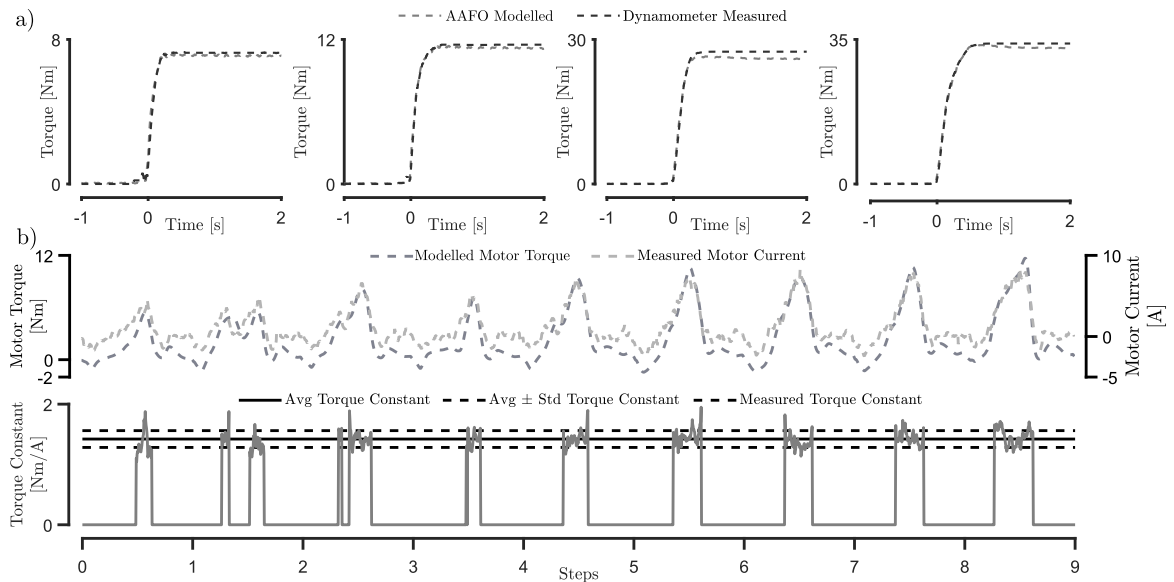 a)
AAFO Modelled Dynamometer Measured
8 12 30 35
Torque [Nm] Torque [Nm] Torque [Nm] Torque [Nm]
0 0 0 0
-1 0 2 -1 0 2 -1 0 2 -1 0 2
Time [s] Time [s] Time [s] Time [s]
b)
Modelled Motor Torque Measured Motor Current
12 10
Motor Torque
[Nm]
Motor Current
[A]
0 0
-2 -5
Avg Torque Constant Avg ± Std Torque Constant Measured Torque Constant
2
Torque Constant
[Nm/A]
0
0 1 2 3 4 5 6 7 8 9
Steps